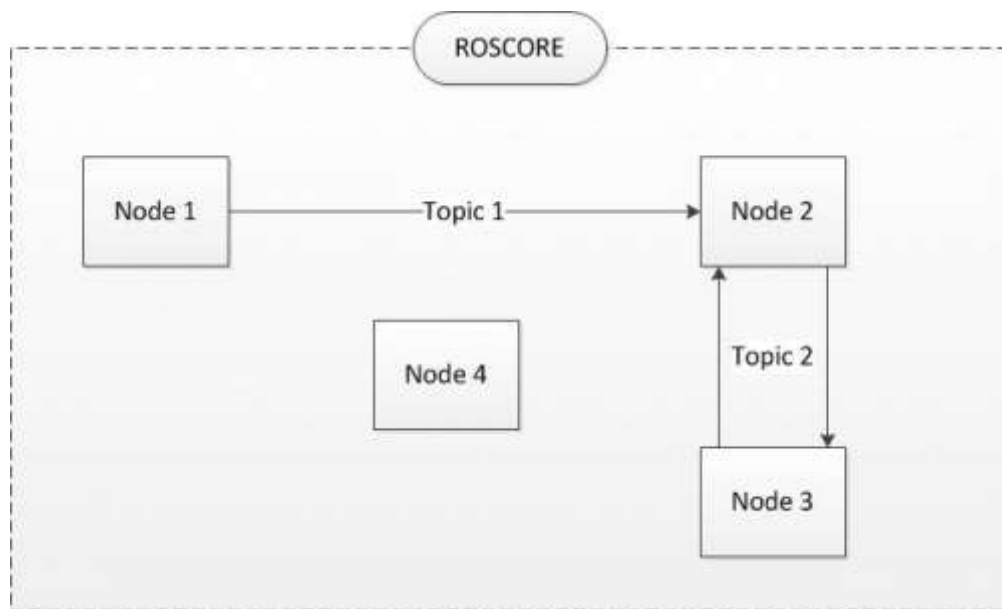 ROSCORE
Node 1
Topic 1
Node 2
Node 4
Topic 2
Node 3